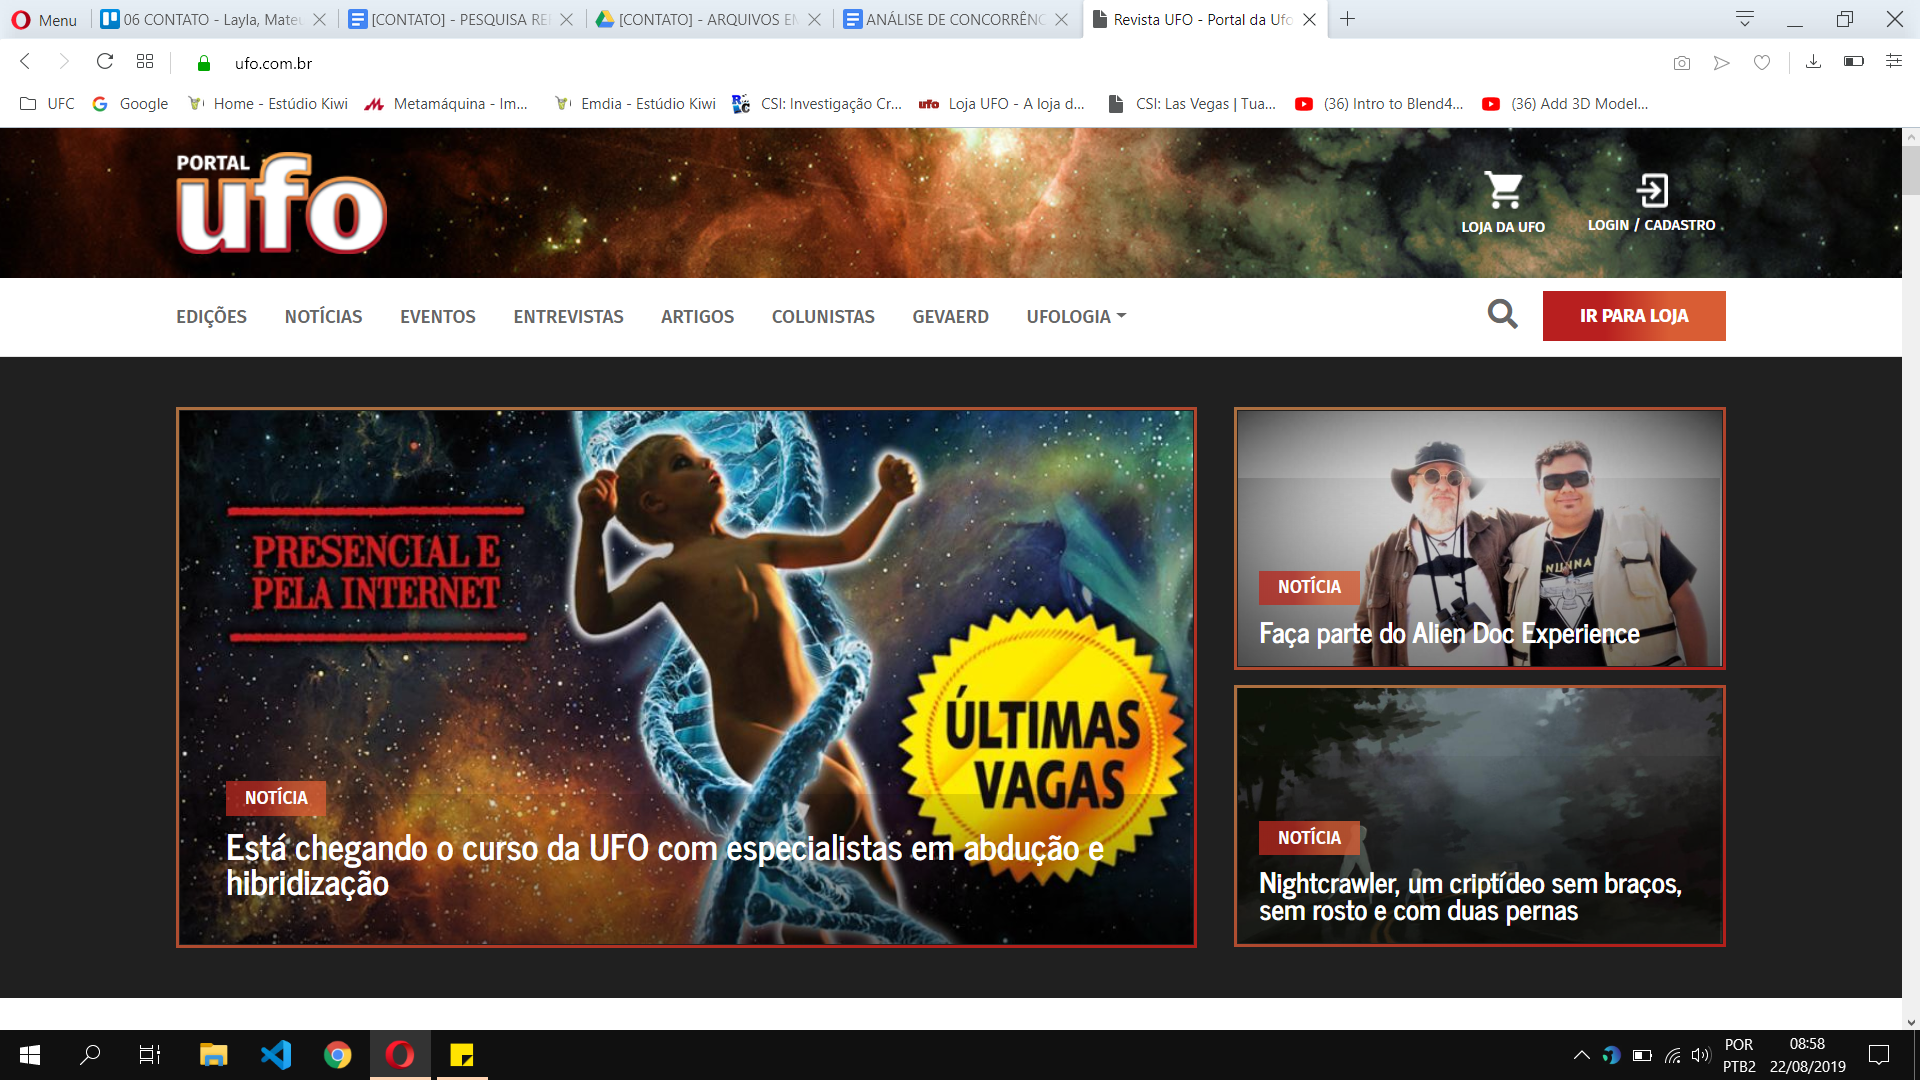 Menu
06 CONTATO - Layla, Mateu
[CONTATO] - PESQUISA RE
[CONTATO] - ARQUIVOS EM
ANÁLISE DE CONCORRÊNC
Revista UFO - Portal da Ufo
ufo.com.br
UFC
Google
Home - Estúdio Kiwi
Metamáquina - Im...
Emdia - Estúdio Kiwi
CSI: Investigação Cr...
ufo
Loja UFO - A loja d...
CSI: Las Vegas | Tua...
(36) Intro to Blend4...
(36) Add 3D Model...
PORTAL
ufo
LOJA DA UFO
LOGIN / CADASTRO
EDIÇÕES
NOTÍCIAS
EVENTOS
ENTREVISTAS
ARTIGOS
COLUNISTAS
GEVAERD
UFOLOGIA
IR PARA LOJA
PRESENCIAL E
PELA INTERNET
ÚLTIMAS
VAGAS
NOTÍCIA
Está chegando o curso da UFO com especialistas em abdução e
hibridização
NOTÍCIA
Faça parte do Alien Doc Experience
NOTÍCIA
Nightcrawler, um criptídeo sem braços,
sem rosto e com duas pernas
POR
PTB2
08:58
22/08/2019